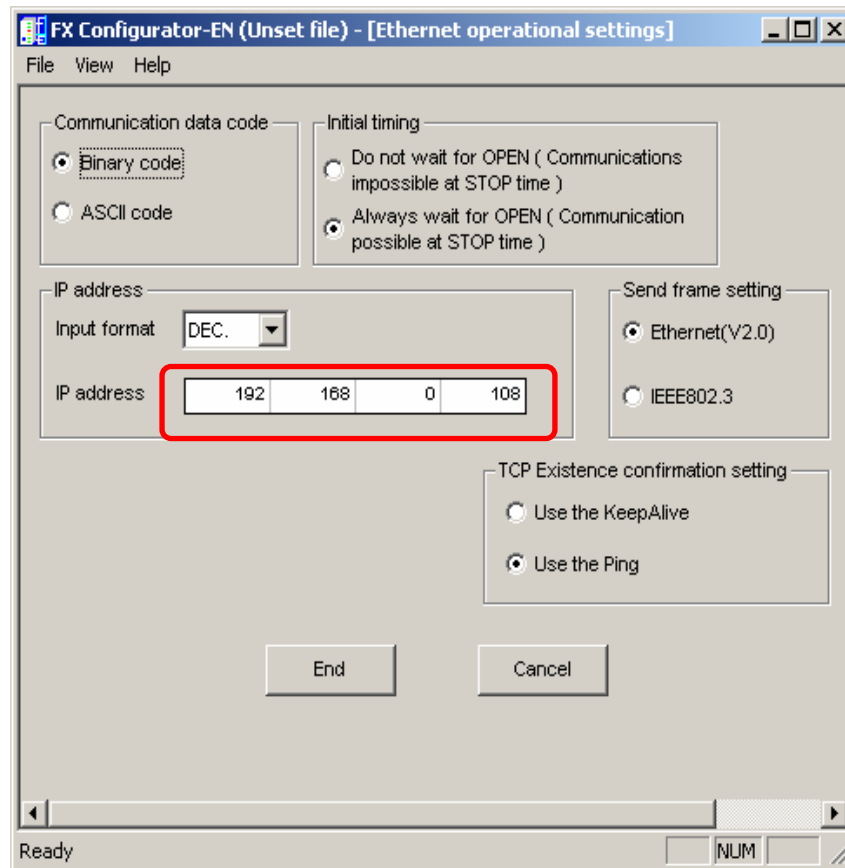 FX Configurator-EN (Unset file) - [Ethernet operational settings]
File View Help
Communication data code
Binary code
ASCII code
Initial timing
Do not wait for OPEN ( Communications
impossible at STOP time )
Always wait for OPEN ( Communication
possible at STOP time )
IP address
Input format DEC.
IP address 192 168 0 108
Send frame setting
Ethernet(V2.0)
IEEE802.3
TCP Existence confirmation setting
Use the KeepAlive
Use the Ping
End Cancel
Ready NUM